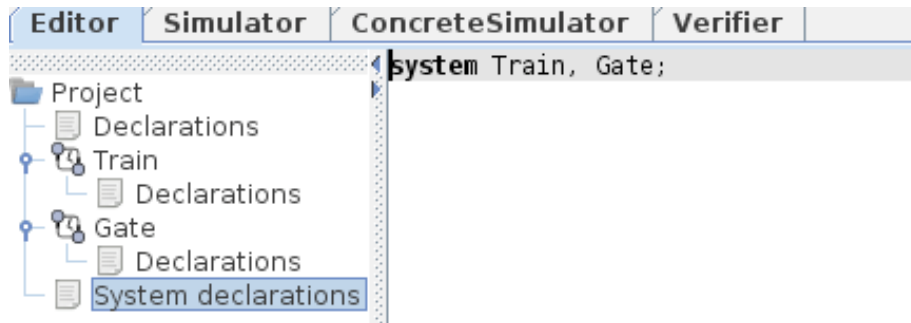 Editor Simulator ConcreteSimulator Verifier
system Train, Gate;
Project
Declarations
Train
Declarations
Gate
Declarations
System declarations